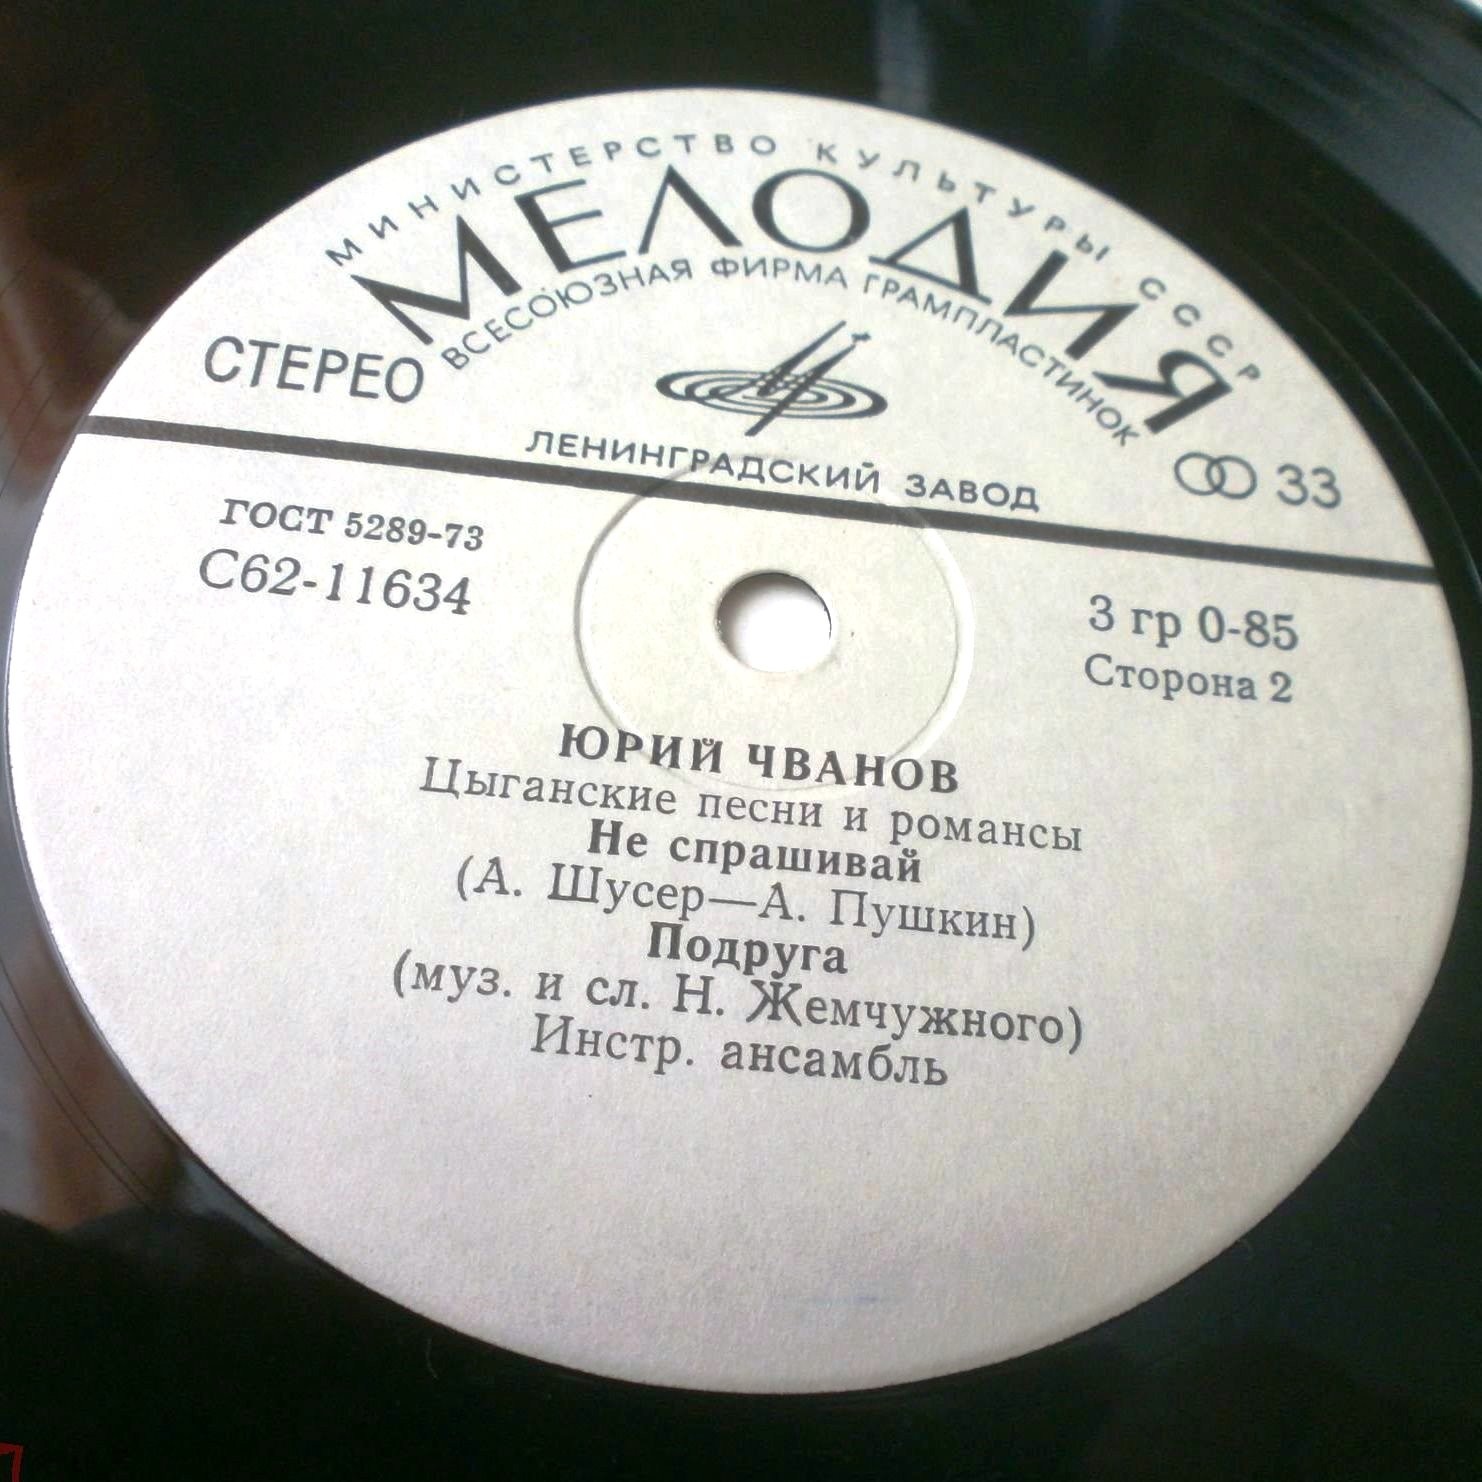 МИНИСТЕРСТВО КУЛЬТУРЫ СССР
МЕЛОДИЯ
ВСЕСОЮЗНАЯ ФИРМА ГРАМПЛАСТИНОК
СТЕРЕО
33
ЛЕНИНГРАДСКИЙ ЗАВОД
ГОСТ 5289-73
С62-11634
3 гр 0-85
Сторона 2
ЮРИЙ ЧВАНОВ
Цыганские песни и романсы
Не спрашивай
(А. Шусер—А. Пушкин)
Подруга
(муз. и сл. Н. Жемчужного)
Инстр. ансамбль